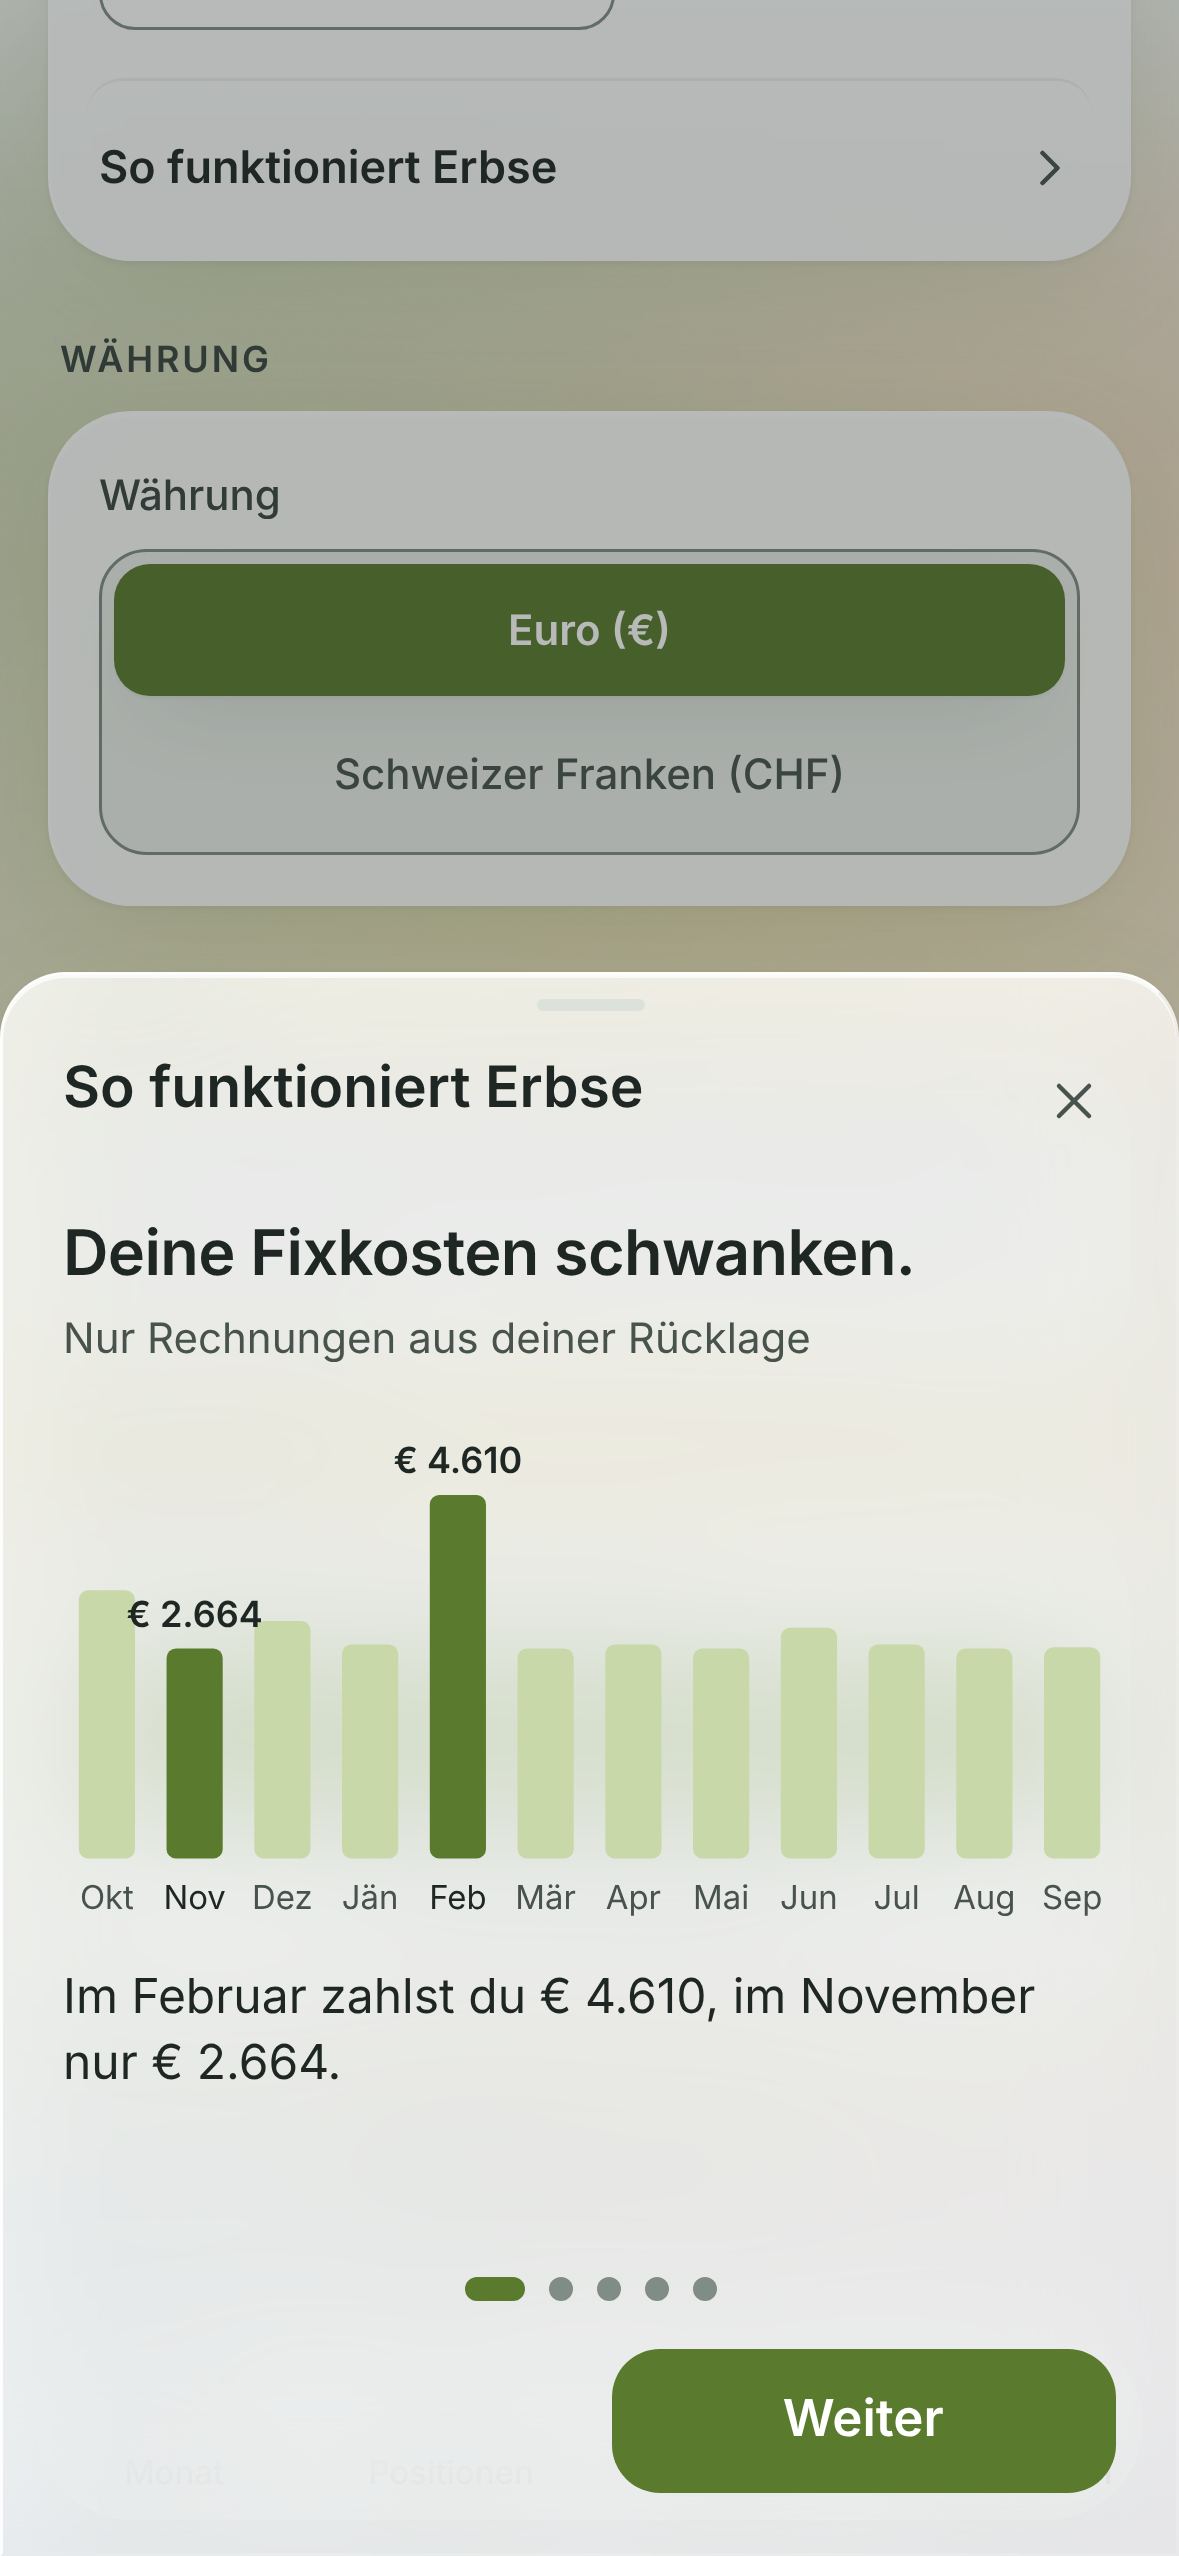 So funktioniert Erbse
WÄHRUNG
Währung
Euro (€)
Schweizer Franken (CHF)
So funktioniert Erbse
Deine Fixkosten schwanken.
Nur Rechnungen aus deiner Rücklage
€ 4.610
€ 2.664
Okt Nov Dez Jän Feb Mär Apr Mai Jun Jul Aug Sep
Im Februar zahlst du € 4.610, im November
nur € 2.664.
Weiter
Monat Positionen